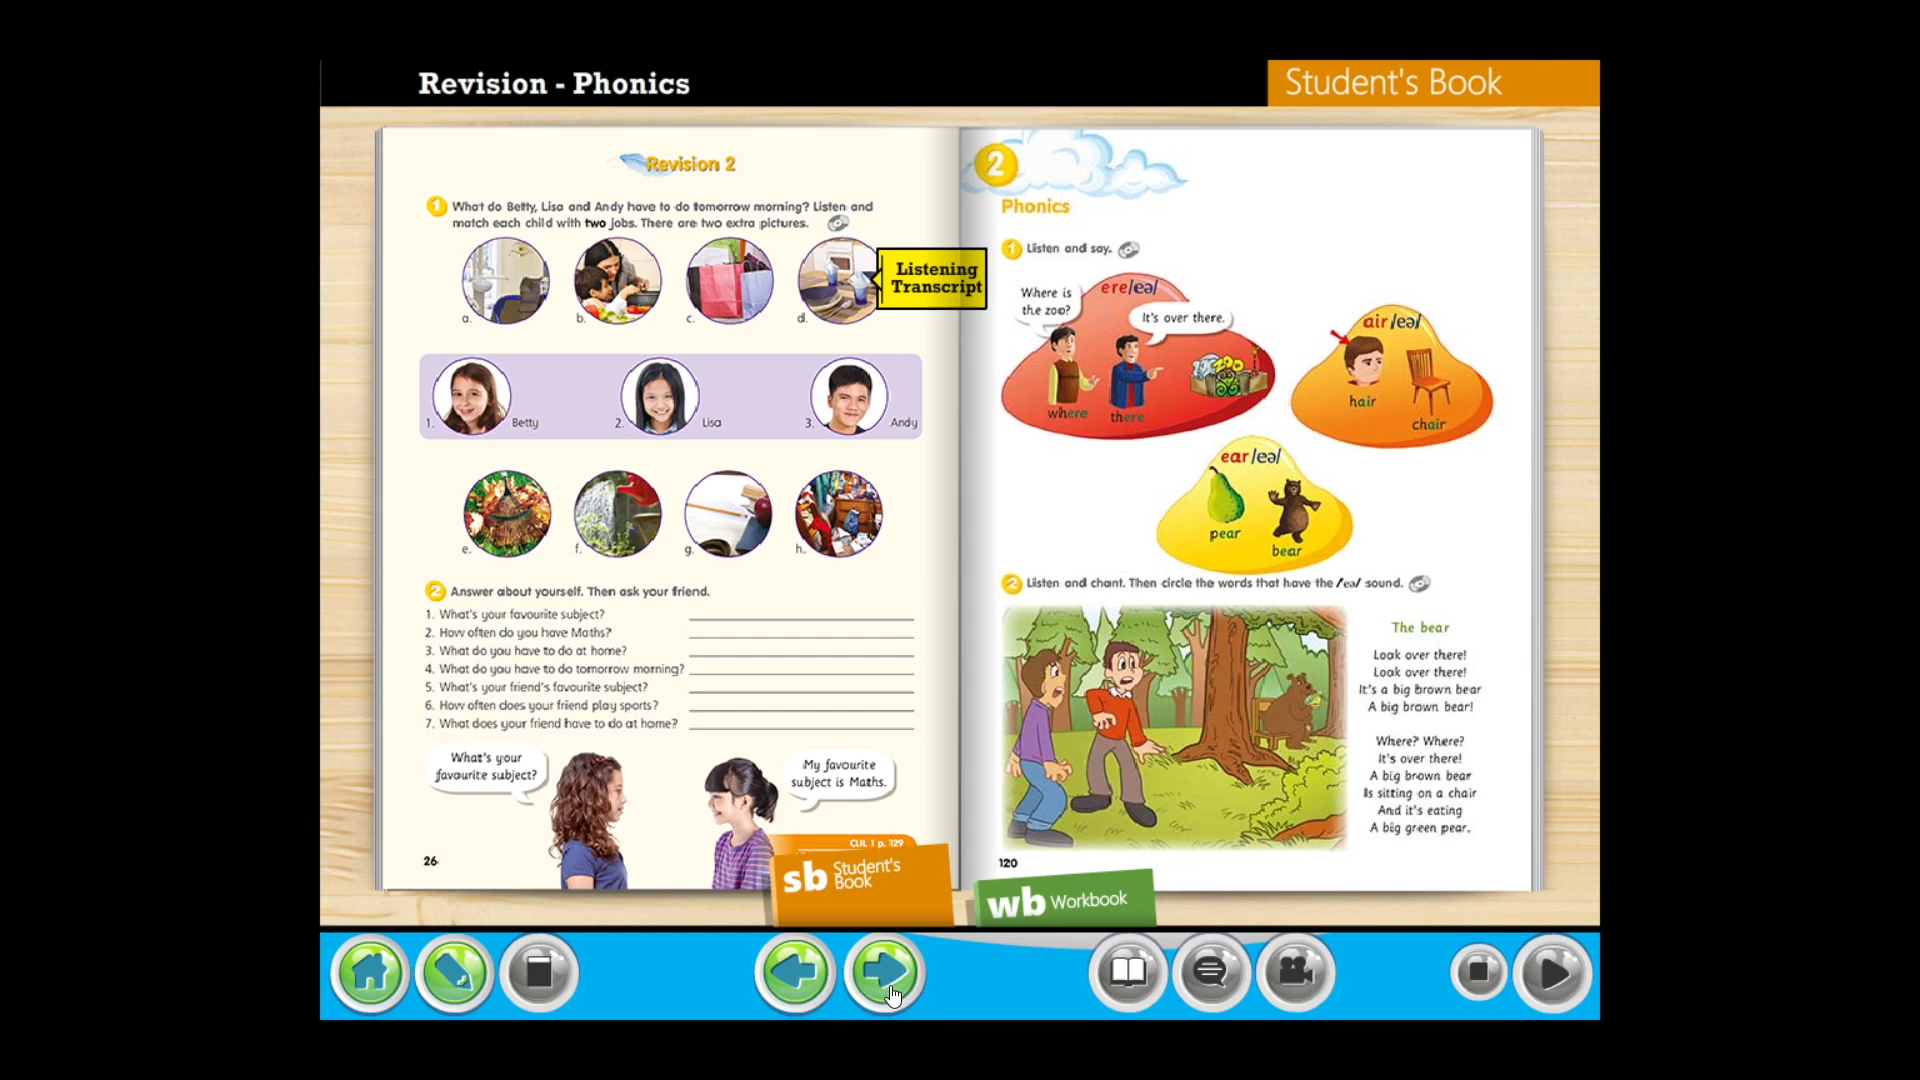 Revision - Phonics
Student's Book
Revision 2
1 What do Betty, Lisa and Andy have to do tomorrow morning? Listen and
match each child with two jobs. There are two extra pictures.
Listening
Transcript
a.
b.
c.
d.
1. Betty
2. Lisa
3. Andy
e.
f.
g.
h.
2 Answer about yourself. Then ask your friend.
1. What's your favourite subject?
2. How often do you have Maths?
3. What do you have to do at home?
4. What do you have to do tomorrow morning?
5. What's your friend's favourite subject?
6. How often does your friend play sports?
7. What does your friend have to do at home?
What's your
favourite subject?
My favourite
subject is Maths.
CLIL 1 p. 129
26
2
Phonics
1 Listen and say.
ere/eə/
Where is
the zoo?
It's over there.
ZOO
where
there
air/eə/
hair
chair
ear/eə/
pear
bear
2 Listen and chant. Then circle the words that have the /eə/ sound.
The bear
Look over there!
Look over there!
It's a big brown bear
A big brown bear!
Where? Where?
It's over there!
A big brown bear
Is sitting on a chair
And it's eating
A big green pear.
120
sb Student's
Book
wb Workbook